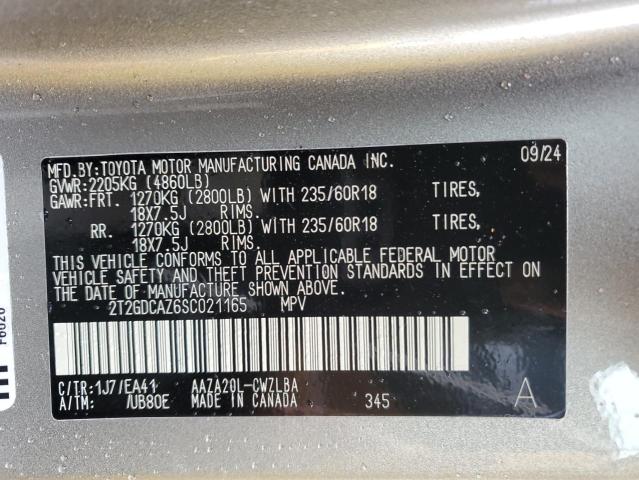 MFD.BY:TOYOTA MOTOR MANUFACTURING CANADA INC. 09/24
GVWR:2205KG (4860LB)
GAWR:FRT. 1270KG (2800LB) WITH 235/60R18 TIRES,
18X7.5J RIMS.
RR. 1270KG (2800LB) WITH 235/60R18 TIRES,
18X7.5J RIMS.
THIS VEHICLE CONFORMS TO ALL APPLICABLE FEDERAL MOTOR
VEHICLE SAFETY AND THEFT PREVENTION STANDARDS IN EFFECT ON
THE DATE OF MANUFACTURE SHOWN ABOVE.
2T2GDCAZ6SC021165 MPV
C/TR:1J7/EA41 AAZA20L-CWZLBA
A/TM: /UB80E MADE IN CANADA 345 A